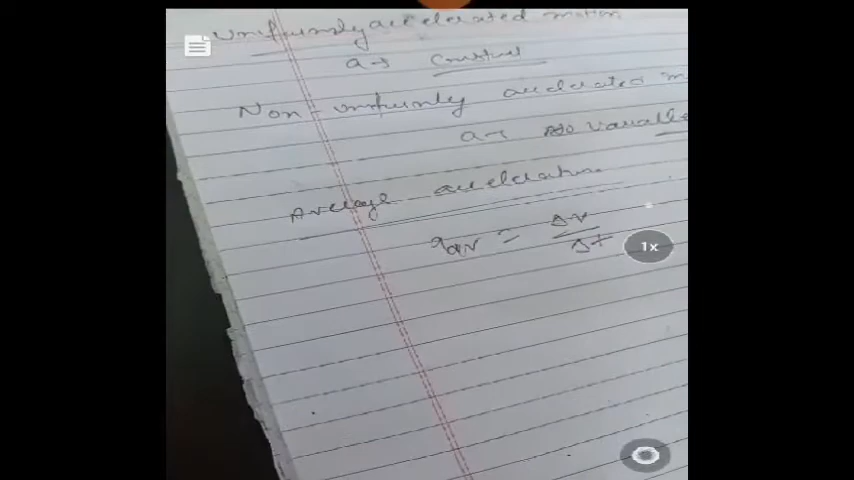 Uniformly accelerated motion
a → constant
Non-uniformly accelerated m
a → variable
Average acceleration
aav = Δv/Δt
1x